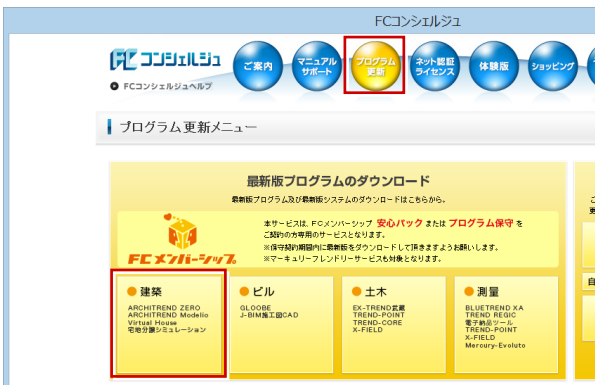 FCコンシェルジュ
FCコンシェルジュ
FCコンシェルジュヘルプ
ご案内
マニュアル
サポート
プログラム
更新
ネット認証
ライセンス
体験版
ショッピング
プログラム更新メニュー
最新版プログラムのダウンロード
最新版プログラム及び最新版システムのダウンロードはこちらから。
FCメンバーシップ
本サービスは、FCメンバーシップ 安心パック または プログラム保守 を
ご契約の方専用のサービスとなります。
※保守契約期間内に最新版をダウンロードして頂きますようお願いします。
※マーキュリーフレンドリーサービスも対象となります。
建築
ARCHITREND ZERO
ARCHITREND Modelio
Virtual House
宅地分譲シミュレーション
ビル
GLOOBE
J-BIM施工図CAD
土木
EX-TREND武蔵
TREND-POINT
TREND-CORE
X-FIELD
測量
BLUETREND XA
TREND REGIC
電子納品ツール
TREND-POINT
X-FIELD
Mercury-Evoluto